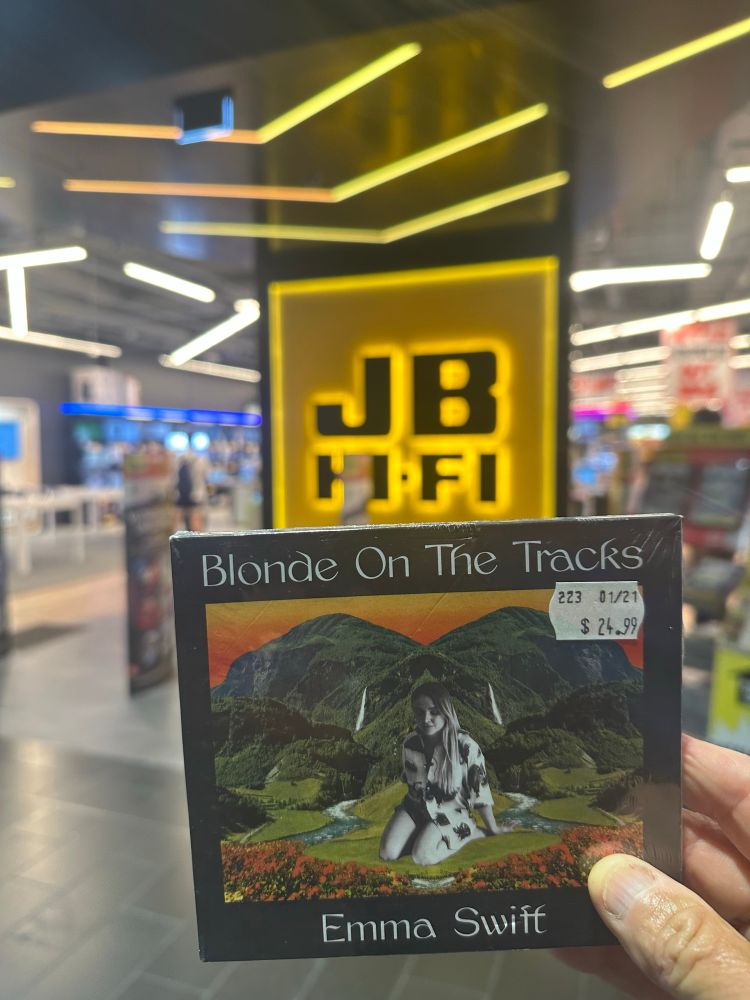 JB
HI-FI
Blonde On The Tracks
223 01/21
$ 24.99
Emma Swift